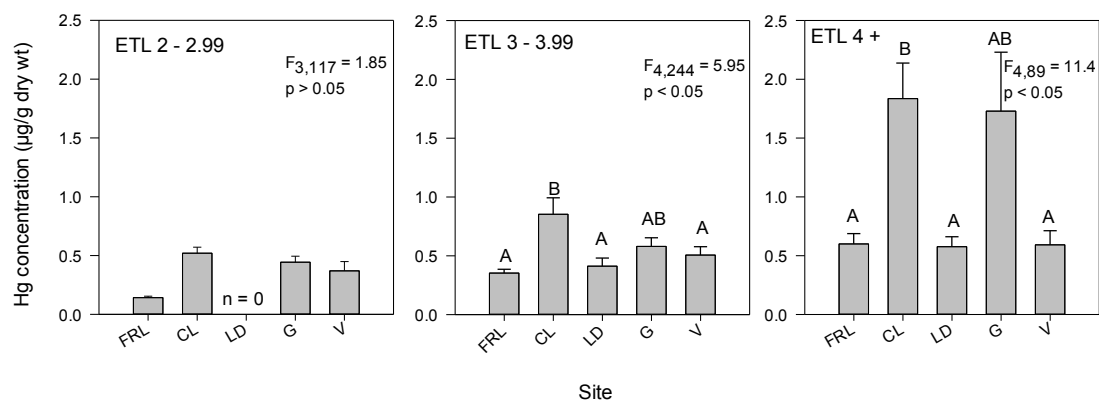 Hg concentration (µg/g dry wt)
2.5
2.0
1.5
1.0
0.5
0.0
ETL 2 - 2.99
F3,117 = 1.85
p > 0.05
n = 0
FRL
CL
LD
G
V
2.5
2.0
1.5
1.0
0.5
0.0
ETL 3 - 3.99
F4,244 = 5.95
p < 0.05
A
B
A
AB
A
FRL
CL
LD
G
V
2.5
2.0
1.5
1.0
0.5
0.0
ETL 4 +
F4,89 = 11.4
p < 0.05
A
B
A
AB
A
FRL
CL
LD
G
V
Site